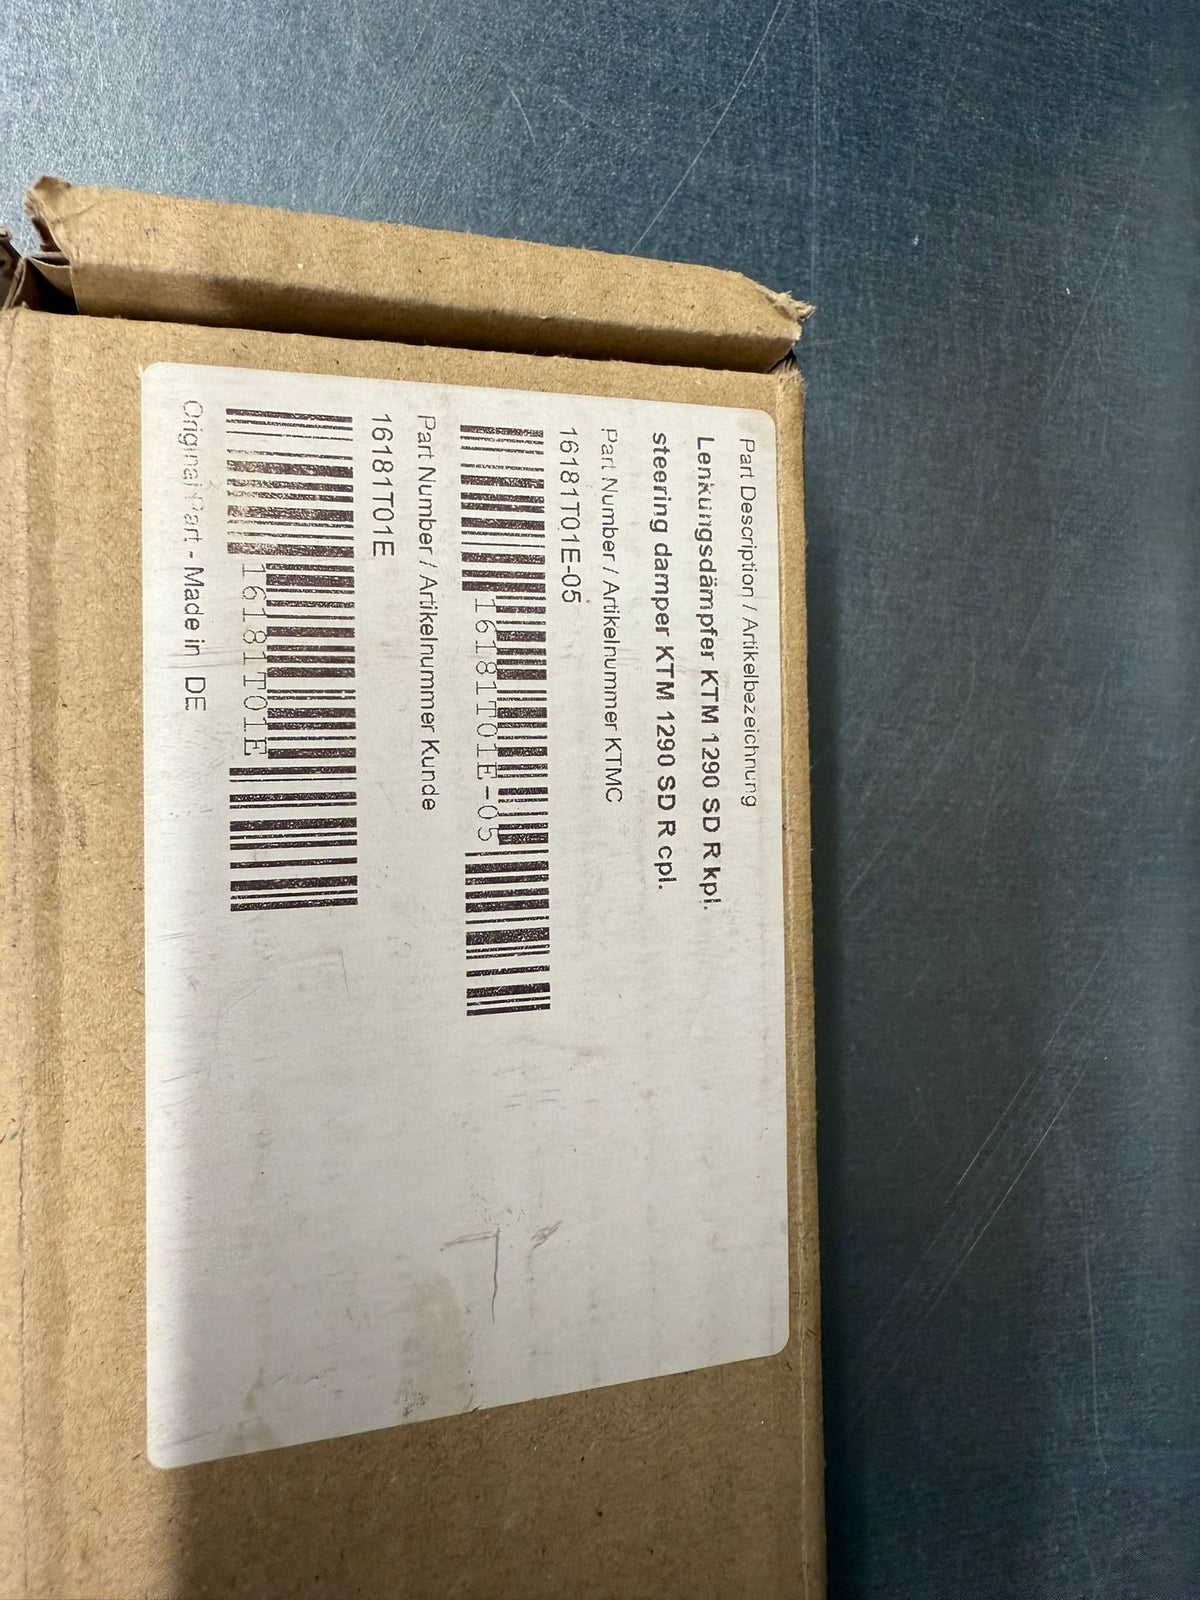 Part Description / Artikelbezeichnung
Lenkungsdämpfer KTM 1290 SD R kpl.
steering damper KTM 1290 SD R cpl.
Part Number / Artikelnummer KTMC
16181T01E-05
16181T01E-05
Part Number / Artikelnummer Kunde
16181T01E
16181T01E
Original Part - Made in DE